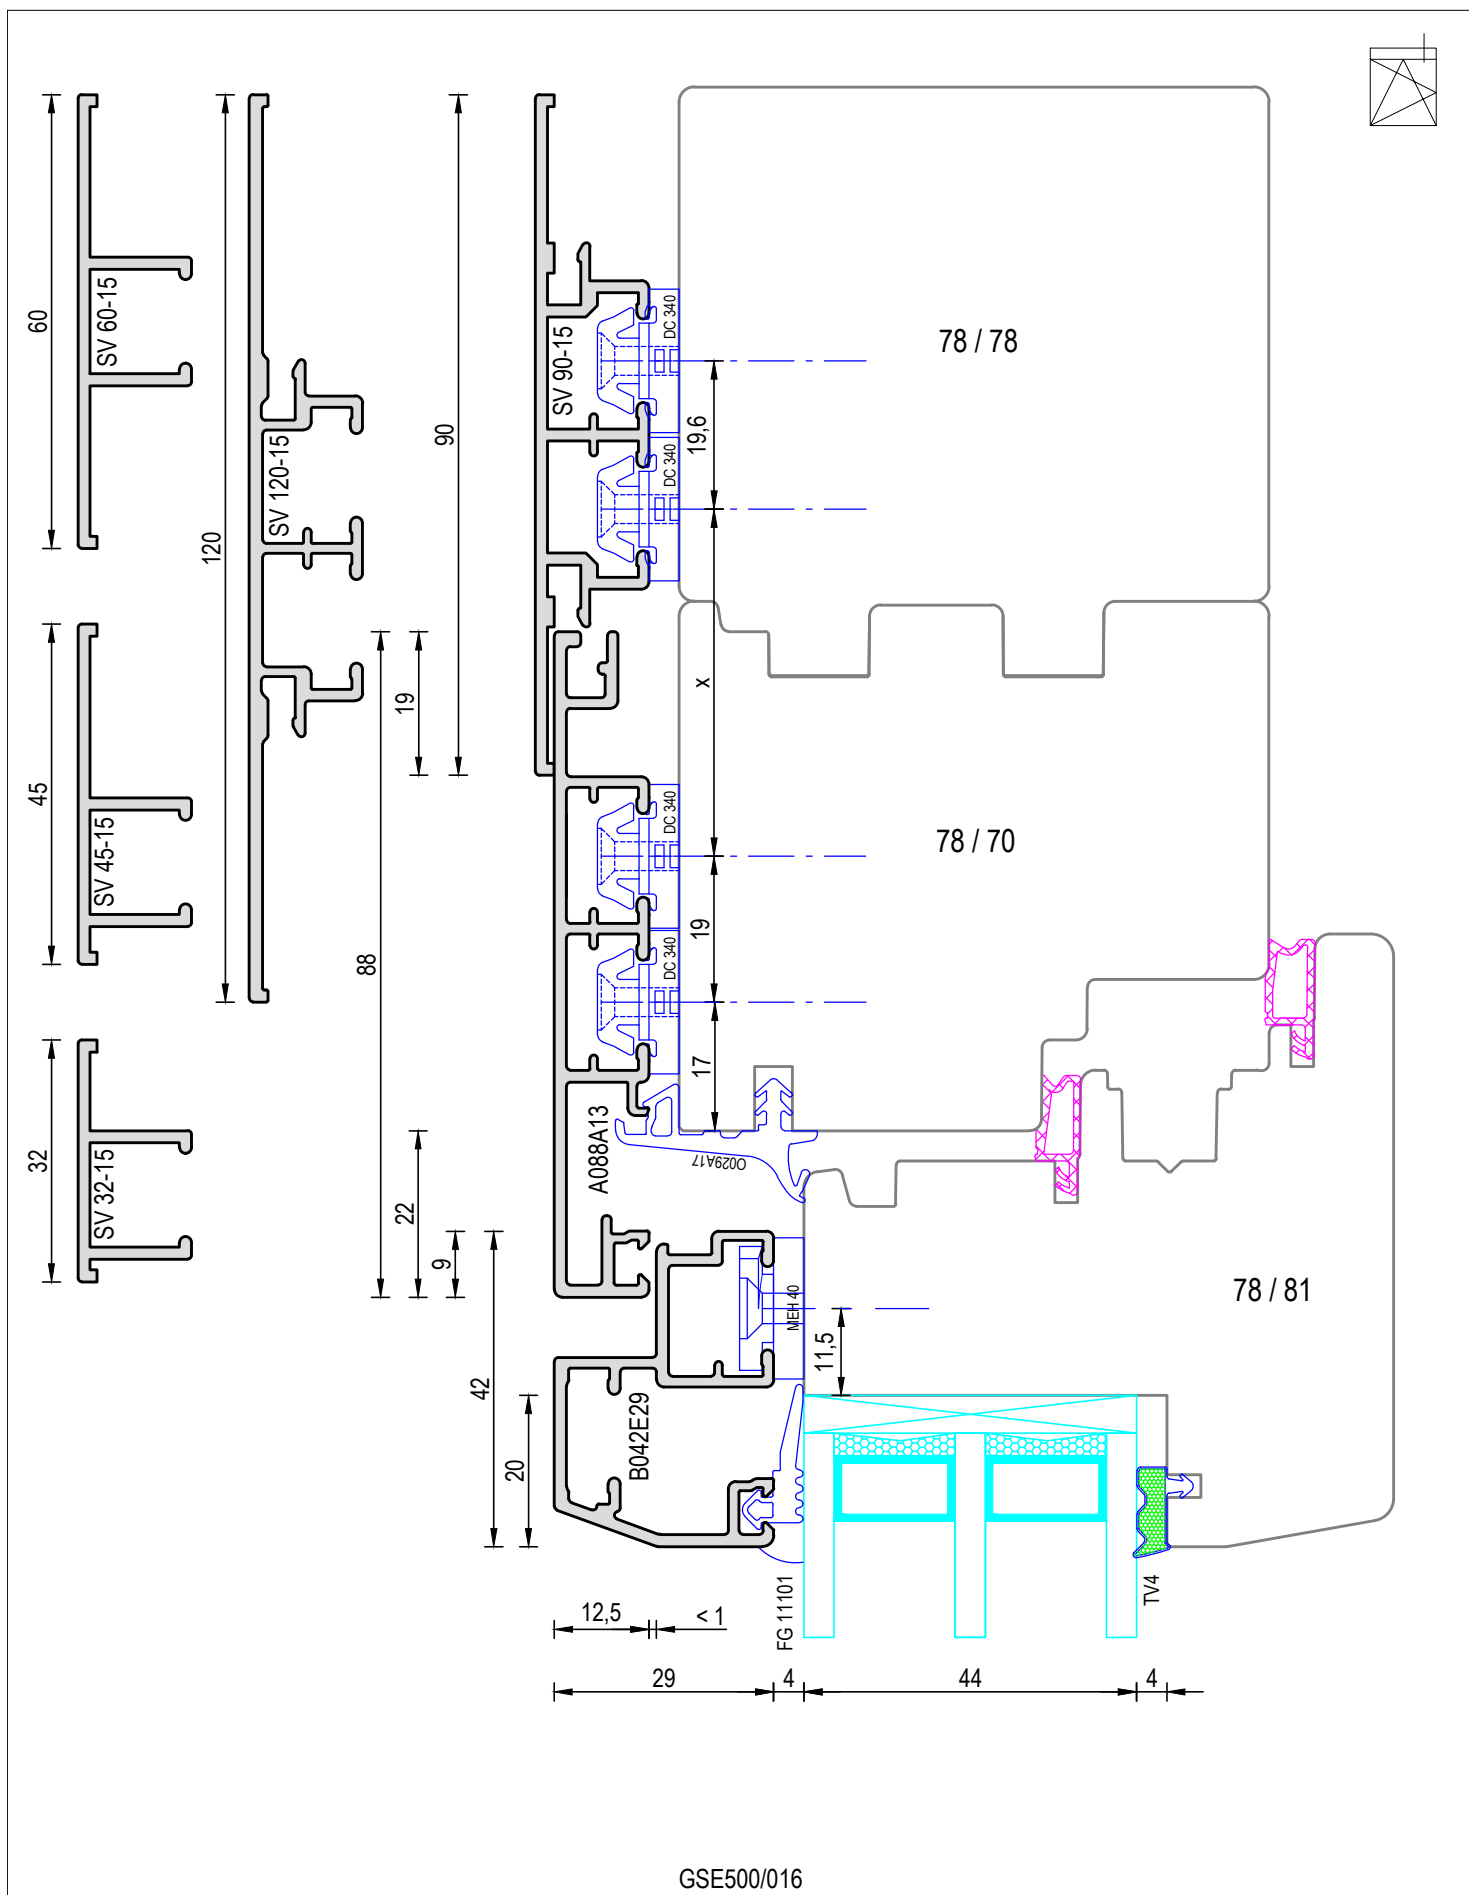 60
SV 60-15
120
SV 120-15
90
SV 90-15
DC 340
DC 340
19,6
78 / 78
45
SV 45-15
88
19
x
DC 340
DC 340
19
17
78 / 70
32
SV 32-15
22
9
A088A13
O029A17
42
20
B042E29
MEH 40
11,5
78 / 81
12,5
< 1
FG 11101
TV4
29
4
44
4
GSE500/016